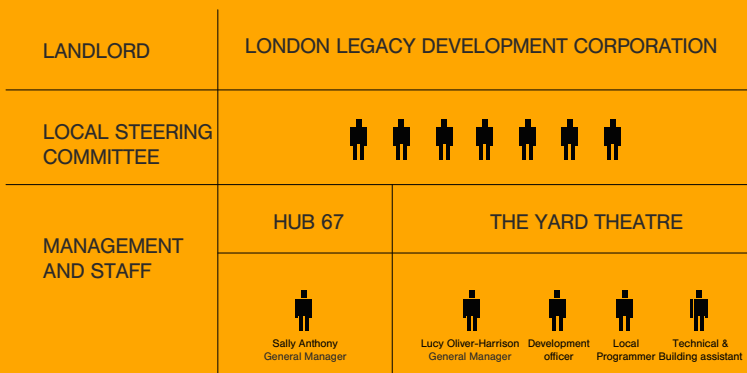 LANDLORD
LONDON LEGACY DEVELOPMENT CORPORATION
LOCAL STEERING
COMMITTEE
MANAGEMENT
AND STAFF
HUB 67
THE YARD THEATRE
Sally Anthony
General Manager
Lucy Oliver-Harrison
General Manager
Development
officer
Local
Programmer
Technical &
Building assistant